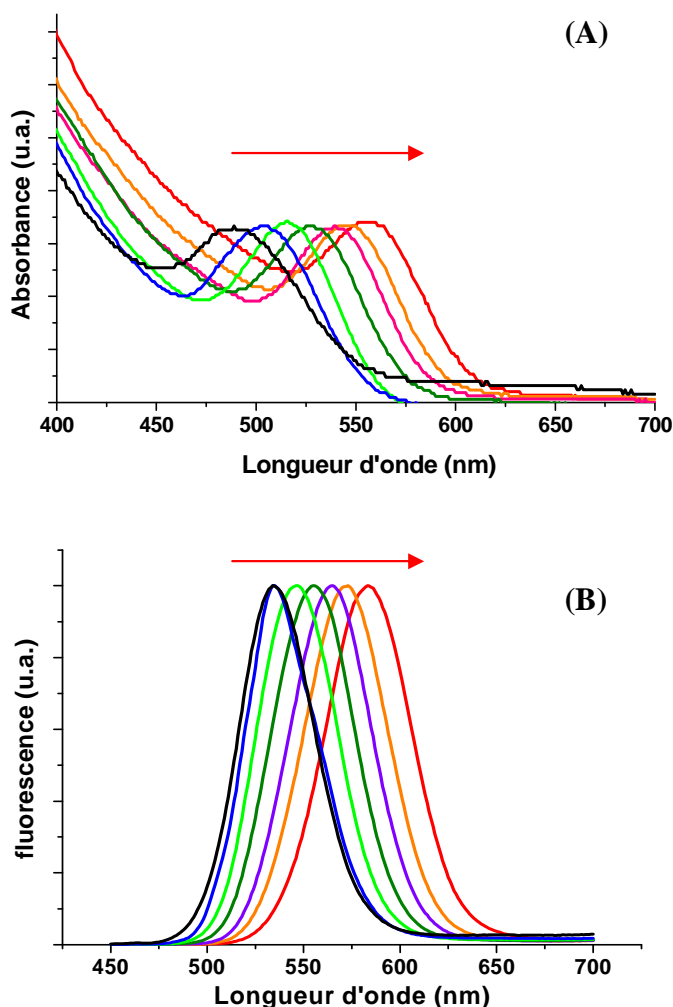 (A)
Absorbance (u.a.)
400 450 500 550 600 650 700
Longueur d'onde (nm)
(B)
fluorescence (u.a.)
450 500 550 600 650 700
Longueur d'onde (nm)